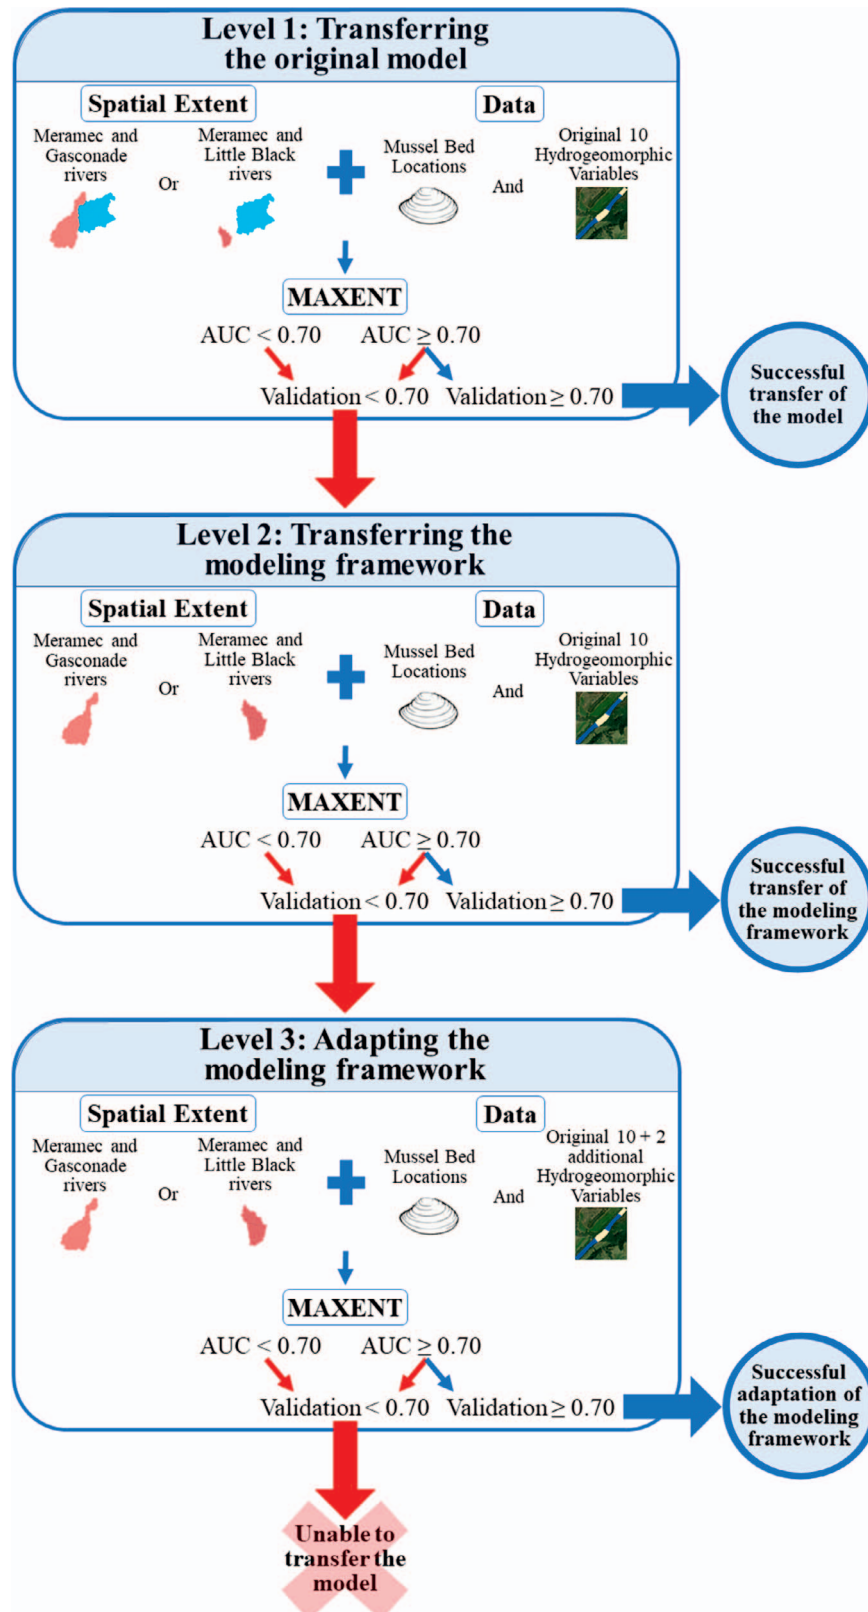 Level 1: Transferring
the original model
Spatial Extent
Data
Meramec and
Gasconade
rivers
Or
Meramec and
Little Black
rivers
Mussel Bed
Locations
And
Original 10
Hydrogeomorphic
Variables
MAXENT
AUC < 0.70
AUC ≥ 0.70
Validation < 0.70
Validation ≥ 0.70
Successful
transfer of
the model
Level 2: Transferring the
modeling framework
Spatial Extent
Data
Meramec and
Gasconade
rivers
Or
Meramec and
Little Black
rivers
Mussel Bed
Locations
And
Original 10
Hydrogeomorphic
Variables
MAXENT
AUC < 0.70
AUC ≥ 0.70
Validation < 0.70
Validation ≥ 0.70
Successful
transfer of
the modeling
framework
Level 3: Adapting the
modeling framework
Spatial Extent
Data
Meramec and
Gasconade
rivers
Or
Meramec and
Little Black
rivers
Mussel Bed
Locations
And
Original 10 + 2
additional
Hydrogeomorphic
Variables
MAXENT
AUC < 0.70
AUC ≥ 0.70
Validation < 0.70
Validation ≥ 0.70
Successful
adaptation of
the modeling
framework
Unable to
transfer the
model